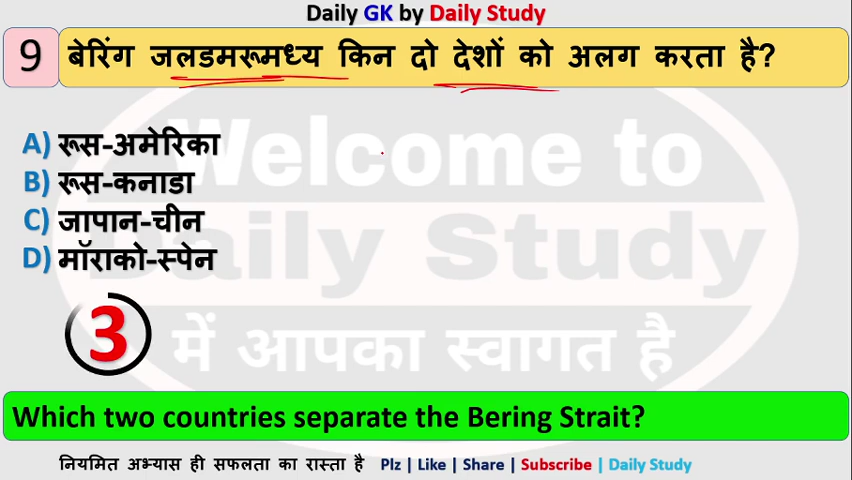 Daily GK by Daily Study
9 बेरिंग जलडमरूमध्य किन दो देशों को अलग करता है?
A) रूस-अमेरिका
B) रूस-कनाडा
C) जापान-चीन
D) मॉराको-स्पेन
Welcome to
Daily Study
में आपका स्वागत है
3
Which two countries separate the Bering Strait?
नियमित अभ्यास ही सफलता का रास्ता है Plz | Like | Share | Subscribe | Daily Study